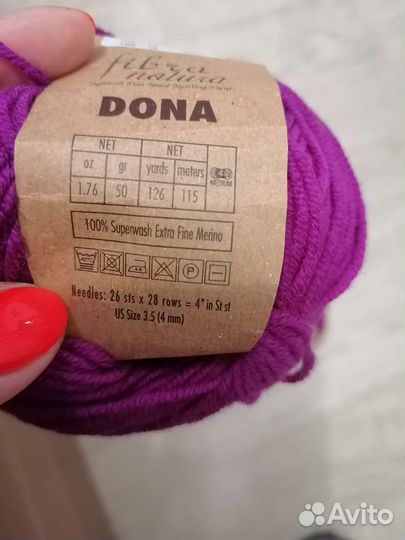 fibra
natura
DONA
NET NET
oz gr yards meters
1.76 50 126 115
4
MEDIUM
100% Superwash Extra Fine Merino
P
Needles: 26 sts x 28 rows = 4" in St st
US Size 3.5 (4 mm)
Avito